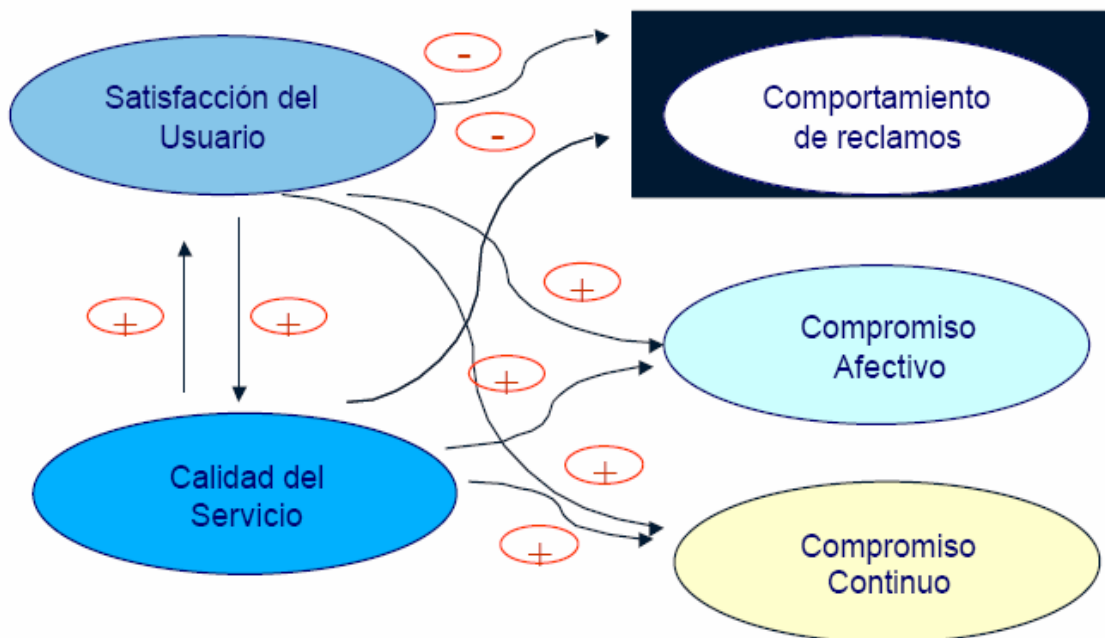 -
Satisfacción del
Usuario
-
Comportamiento
de reclamos
+
+
+
Compromiso
Afectivo
+
Calidad del
Servicio
+
+
Compromiso
Continuo